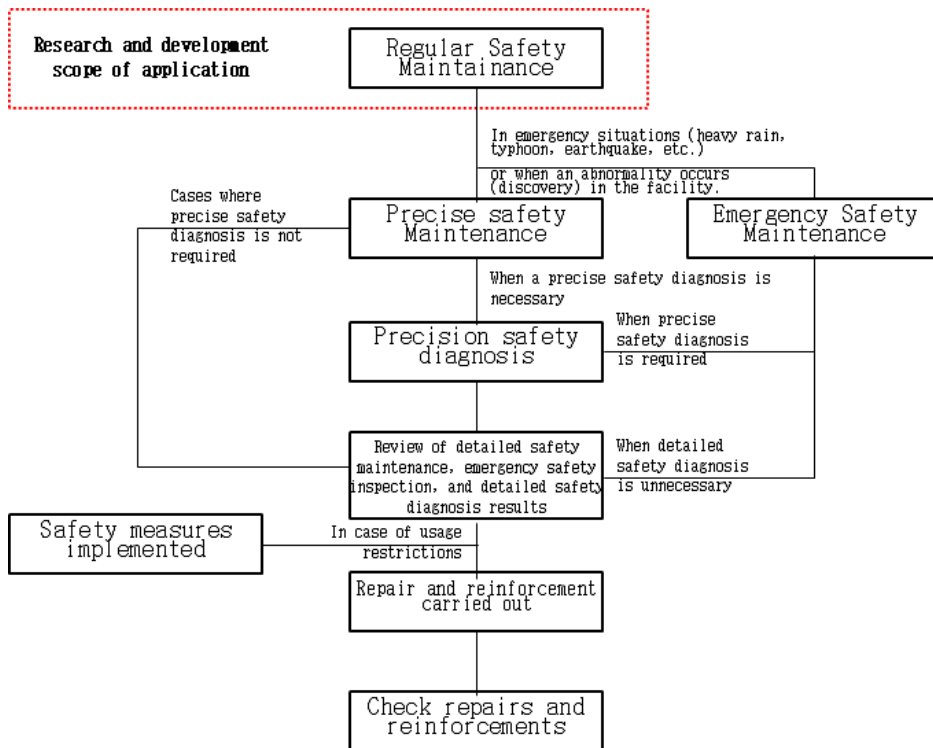 Research and development
scope of application
Regular Safety
Maintainance
In emergency situations (heavy rain,
typhoon, earthquake, etc.)
or when an abnormality occurs
(discovery) in the facility.
Cases where
precise safety
diagnosis is not
required
Precise safety
Maintenance
Emergency Safety
Maintenance
When a precise safety diagnosis is
necessary
Precision safety
diagnosis
When precise
safety diagnosis
is required
Review of detailed safety
maintenance, emergency safety
inspection, and detailed safety
diagnosis results
When detailed
safety diagnosis
is unnecessary
Safety measures
implemented
In case of usage
restrictions
Repair and reinforcement
carried out
Check repairs and
reinforcements